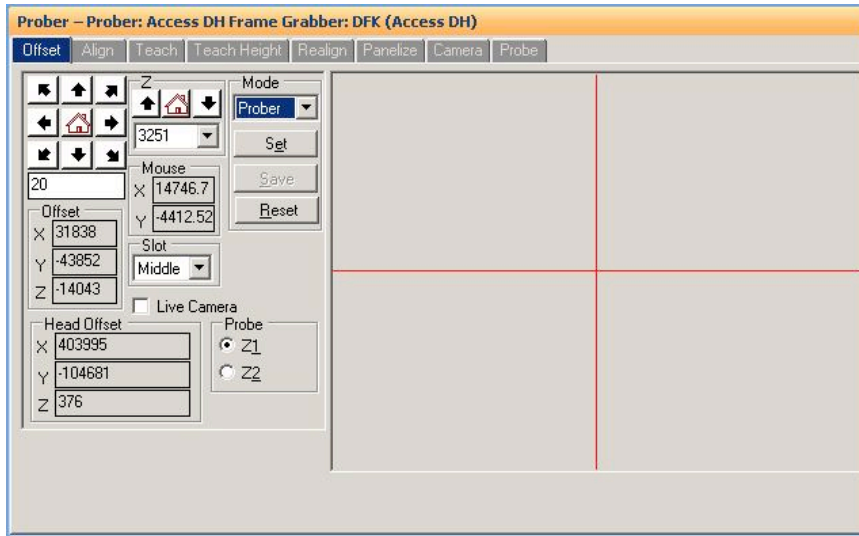 Prober – Prober: Access DH Frame Grabber: DFK (Access DH)
Offset Align Teach Teach Height Realign Panelize Camera Probe
Z
3251
Mode
Prober
Set
Save
Reset
20
Mouse
X 14746.7
Y -4412.52
Offset
X 31838
Y -43852
Z -14043
Slot
Middle
Live Camera
Head Offset
X 403995
Y -104681
Z 376
Probe
Z1
Z2